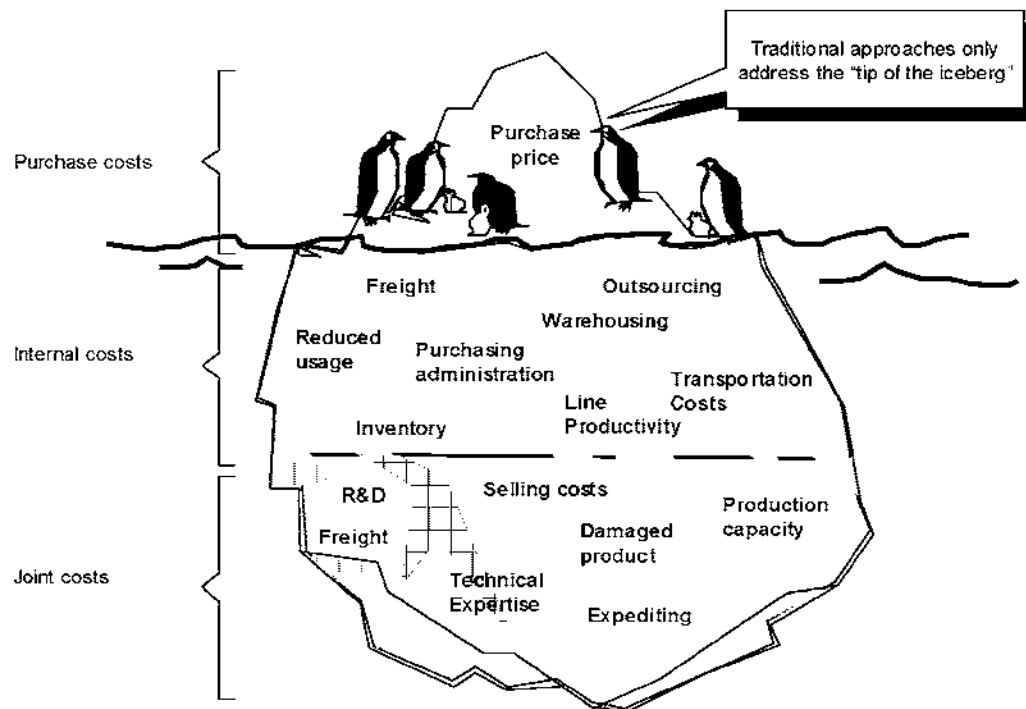 Traditional approaches only
address the "tip of the iceberg"
Purchase costs
Purchase
price
Freight
Outsourcing
Warehousing
Internal costs
Reduced
usage
Purchasing
administration
Transportation
Costs
Line
Productivity
Inventory
R&D
Selling costs
Production
capacity
Freight
Damaged
product
Joint costs
Technical
Expertise
Expediting